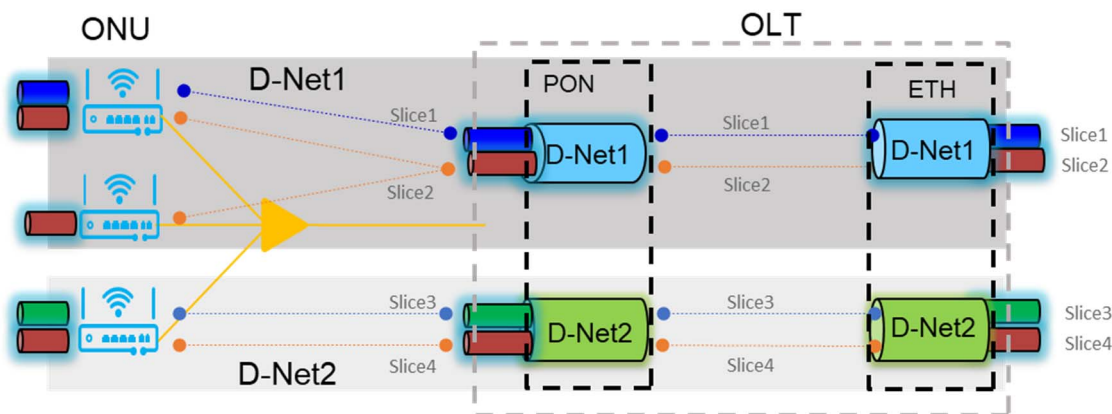 ONU
OLT
D-Net1
PON
ETH
Slice1
Slice2
D-Net1
Slice1
Slice2
D-Net1
Slice1
Slice2
Slice3
Slice4
D-Net2
Slice3
Slice4
D-Net2
Slice3
Slice4
D-Net2